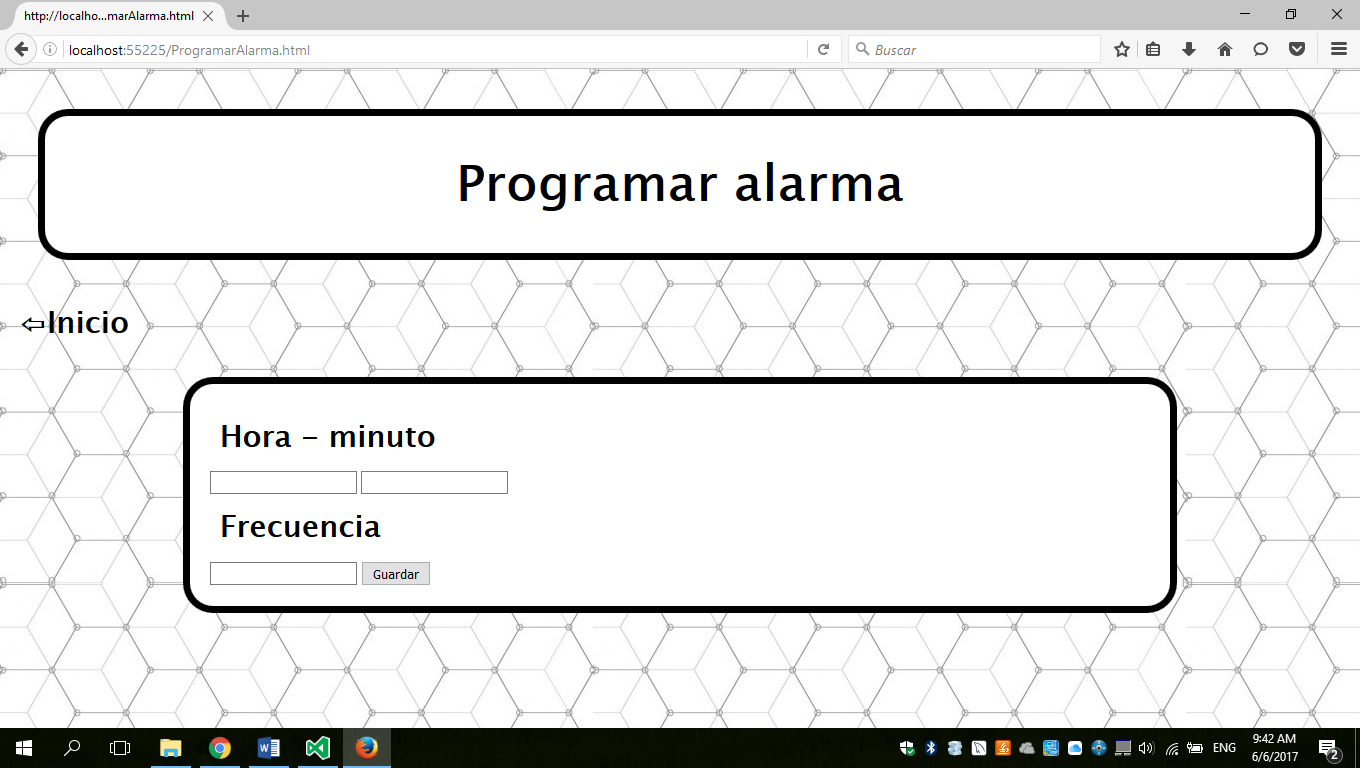 http://localho...marAlarma.html
localhost:55225/ProgramarAlarma.html
Buscar
Programar alarma
⇦Inicio
Hora - minuto
Frecuencia
Guardar
ENG
9:42 AM
6/6/2017
2